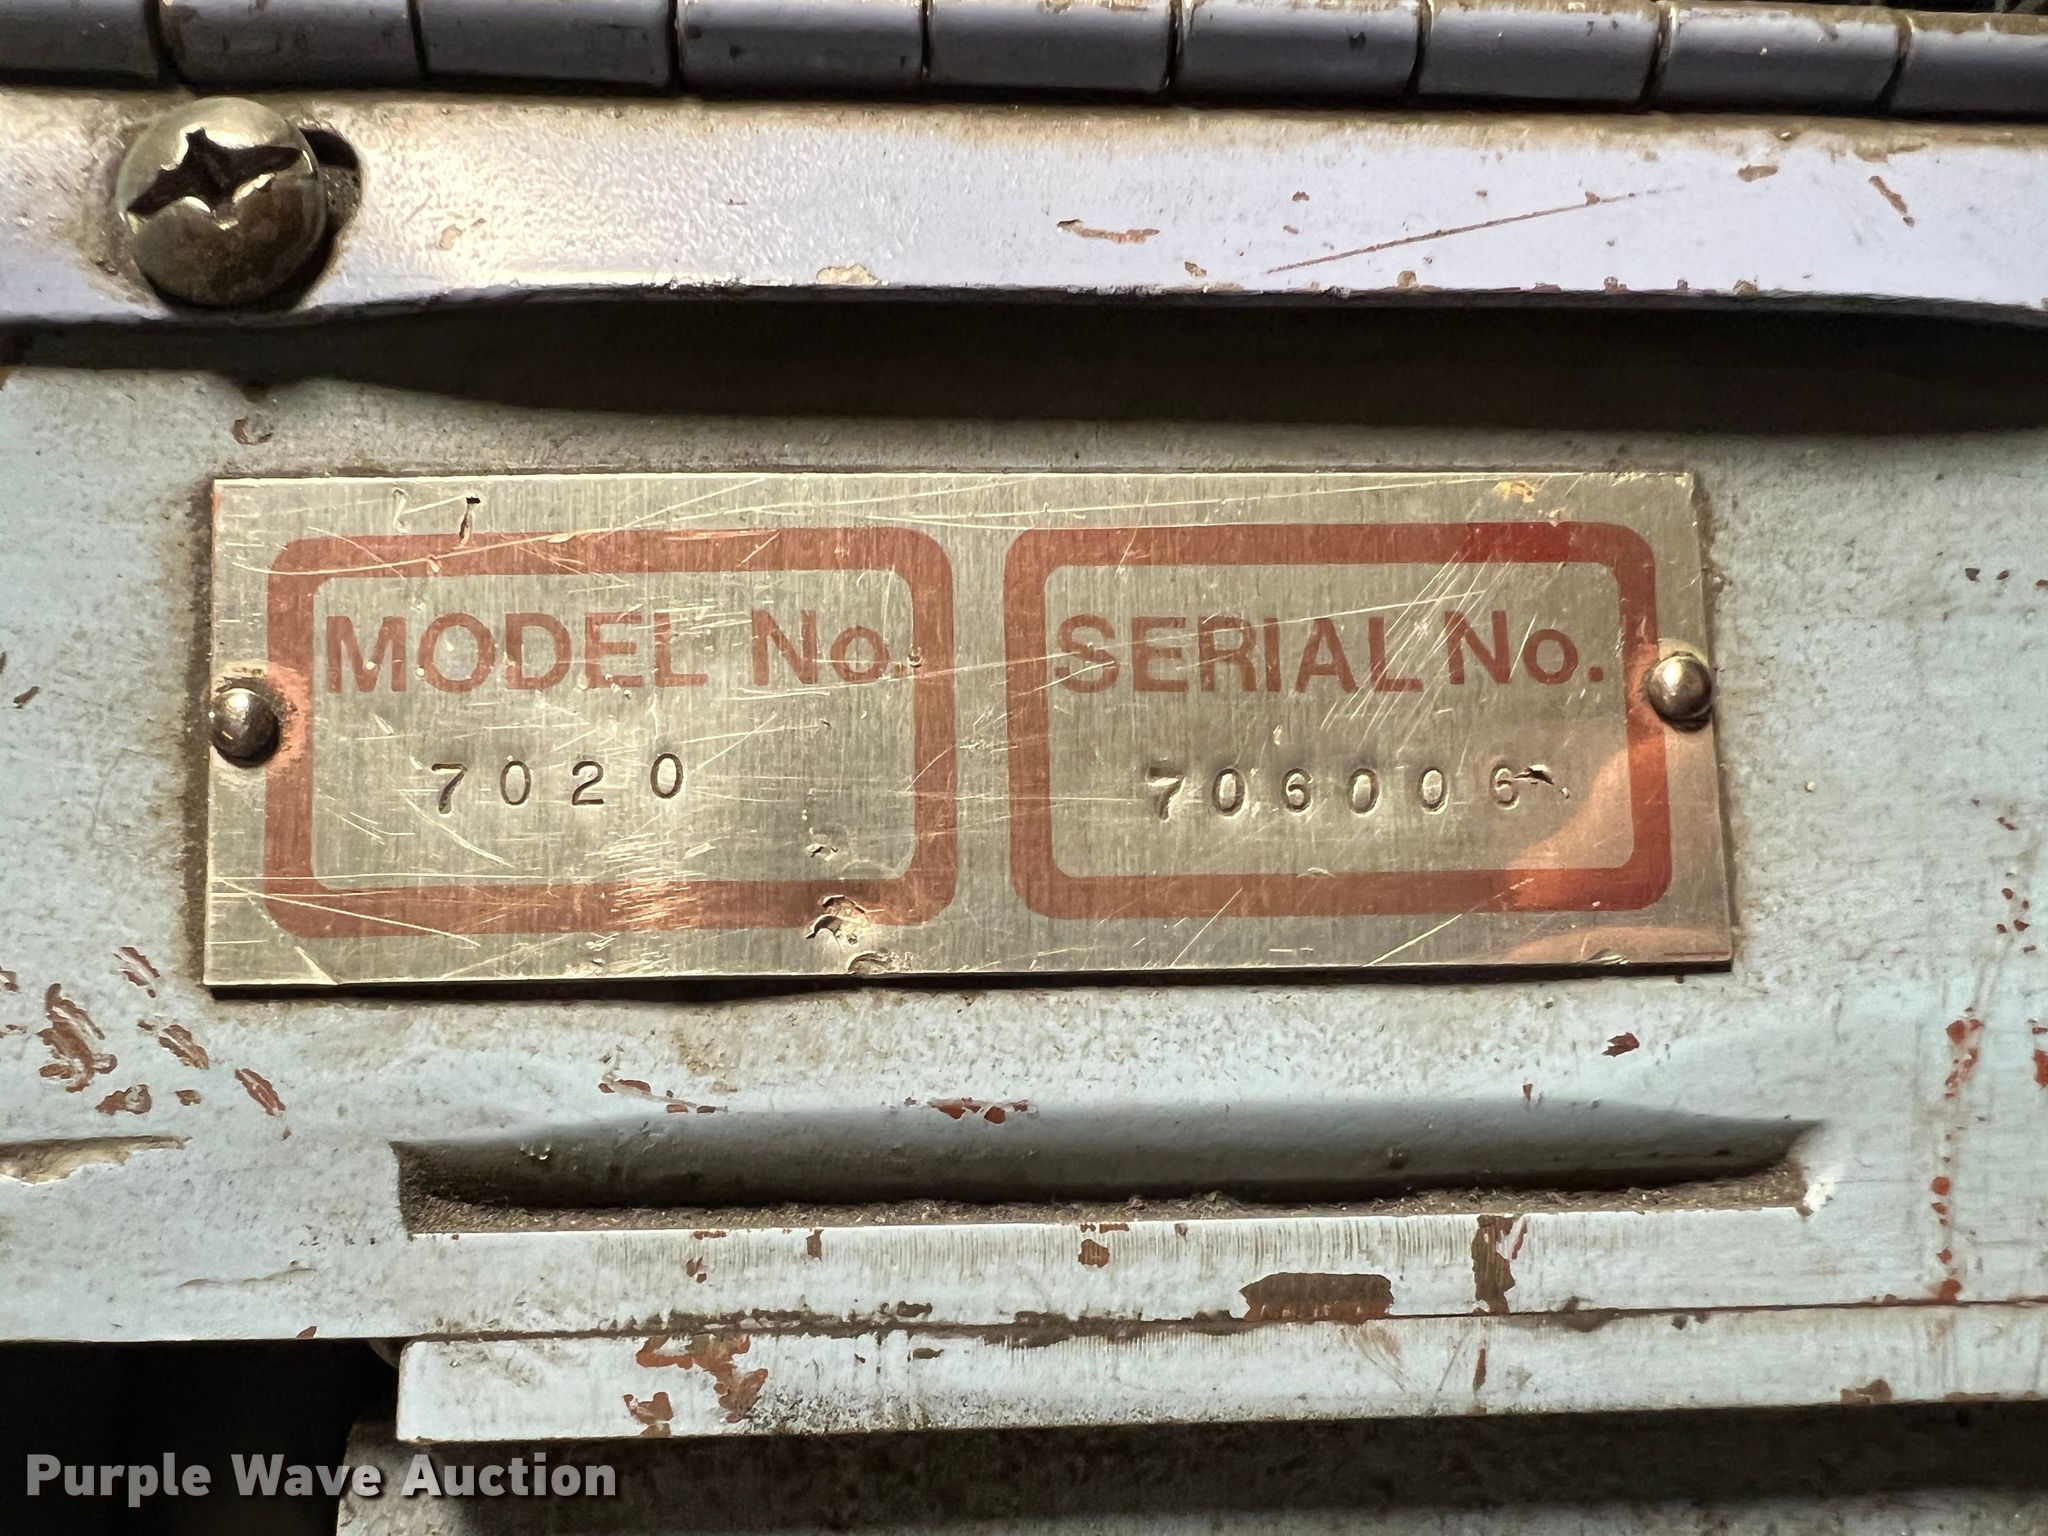 MODEL No.
7020
SERIAL No.
706006
Purple Wave Auction